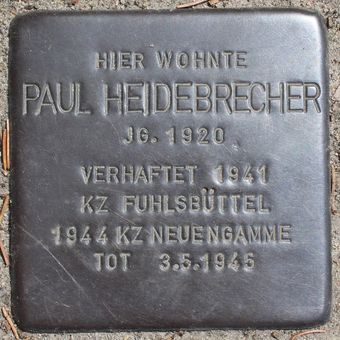 HIER WOHNTE
PAUL HEIDEBRECHER
JG. 1920
VERHAFTET 1941
KZ FUHLSBÜTTEL
1944 KZ NEUENGAMME
TOT 3.5.1945